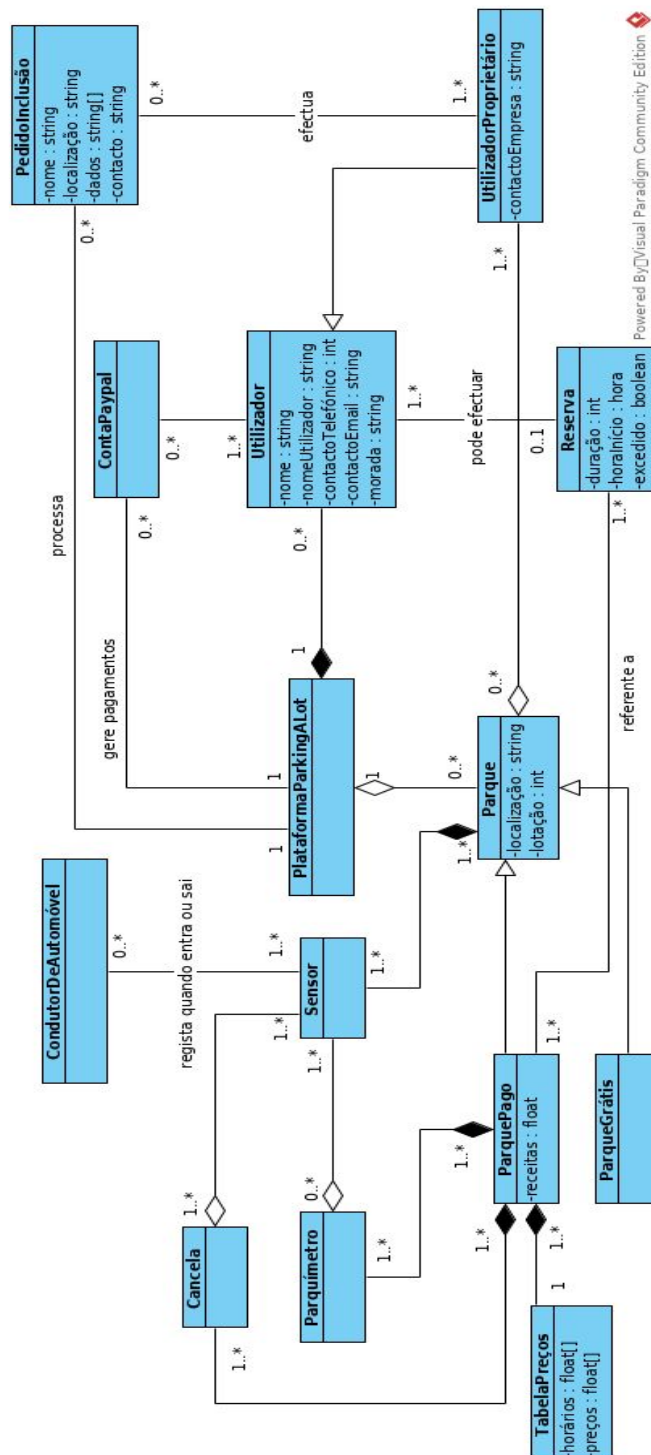 PedidoInclusão
-nome : string
-localização : string
-dados : string[]
-contacto : string
0..*
0..*
efectua
1..*
UtilizadorProprietário
-contactoEmpresa : string
1..*
ContaPaypal
0..*
0..*
1..*
Utilizador
-nome : string
-nomeUtilizador : string
-contactoTelefónico : int
-contactoEmail : string
-morada : string
0..*
1..*
pode efectuar
0..1
Reserva
-duração : int
-horaInício : hora
-excedido : boolean
1..*
processa
gere pagamentos
1
1
1
PlataformaParkingALot
1
0..*
0..*
Parque
-localização : string
-lotação : int
1..*
referente a
CondutorDeAutomóvel
0..*
regista quando entra ou sai
1..*
Sensor
1..*
1..*
1..*
Cancela
1..*
1..*
Parquímetro
0..*
1..*
ParquePago
-receitas : float
1..*
1..*
1..*
1..*
ParqueGrátis
TabelaPreços
-horários : float[]
-preços : float[]
1
Powered By Visual Paradigm Community Edition